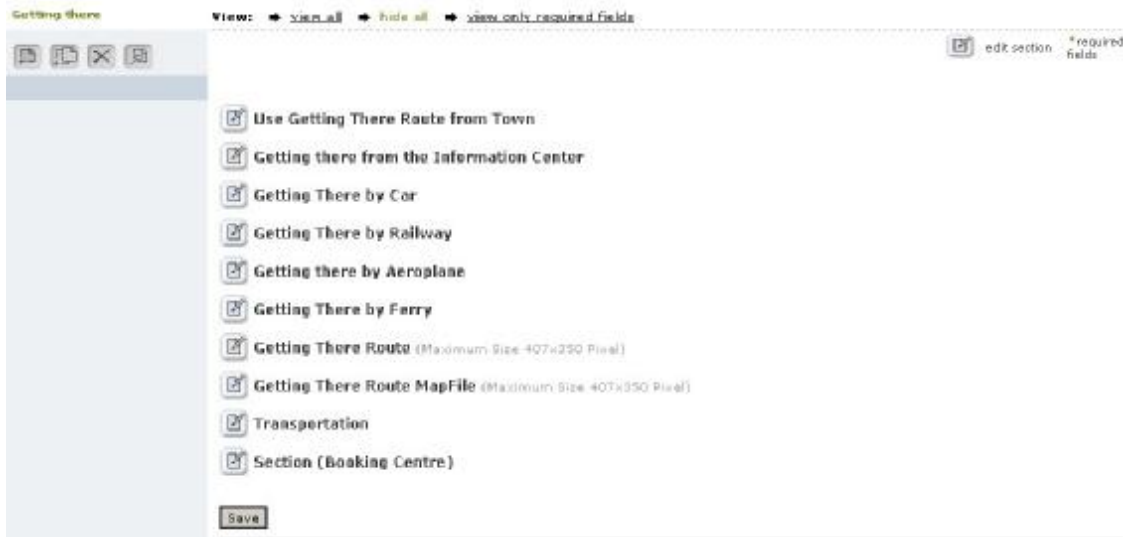 Getting there
View: view all hide all view only required fields
edit section *required fields
Use Getting There Route from Town
Getting there from the Information Center
Getting There by Car
Getting There by Railway
Getting there by Aeroplane
Getting There by Ferry
Getting There Route (Maximum Size 407x350 Pixel)
Getting There Route MapFile (Maximum Size 407x350 Pixel)
Transportation
Section (Booking Centre)
Save